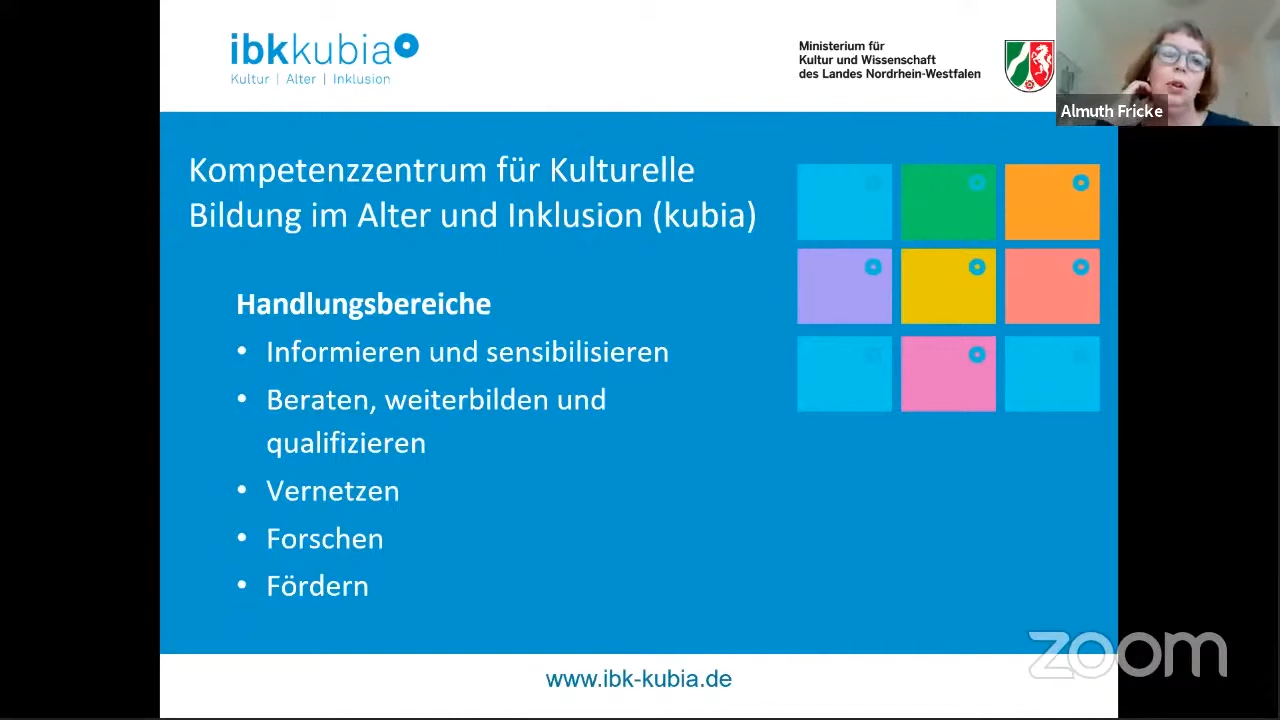 ibkkubia
Kultur | Alter | Inklusion
Ministerium für
Kultur und Wissenschaft
des Landes Nordrhein-Westfalen
Almuth Fricke
Kompetenzzentrum für Kulturelle
Bildung im Alter und Inklusion (kubia)
Handlungsbereiche
• Informieren und sensibilisieren
• Beraten, weiterbilden und
qualifizieren
• Vernetzen
• Forschen
• Fördern
zoom
www.ibk-kubia.de